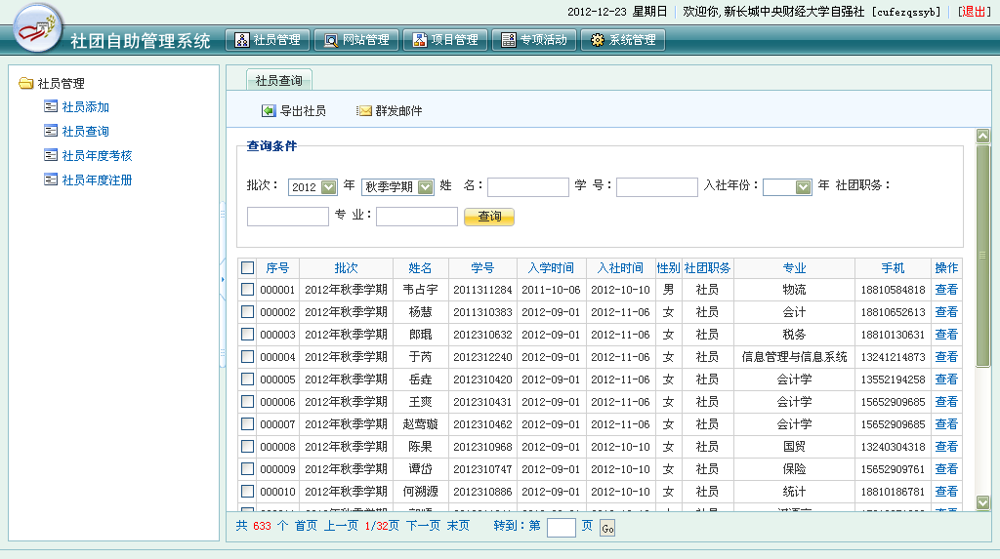 2012-12-23 星期日 | 欢迎你,新长城中央财经大学自强社 [cufezqssyb] | [退出]
社团自助管理系统 社员管理 网站管理 项目管理 专项活动 系统管理
社员管理
社员添加
社员查询
社员年度考核
社员年度注册
社员查询
导出社员 群发邮件
查询条件
批次： 2012 年 秋季学期 姓 名： 学 号： 入社年份： 年 社团职务：
专 业： 查询
序号 批次 姓名 学号 入学时间 入社时间 性别 社团职务 专业 手机 操作
000001 2012年秋季学期 韦占宇 2011311284 2011-10-06 2012-10-10 男 社员 物流 18810584818 查看
000002 2012年秋季学期 杨慧 2011310383 2012-09-01 2012-11-06 女 社员 会计 18810652613 查看
000003 2012年秋季学期 郎琨 2012310632 2012-09-01 2012-11-06 女 社员 税务 18810130631 查看
000004 2012年秋季学期 于芮 2012312240 2012-09-01 2012-11-06 女 社员 信息管理与信息系统 13241214873 查看
000005 2012年秋季学期 岳垚 2012310420 2012-09-01 2012-11-06 女 社员 会计学 13552194258 查看
000006 2012年秋季学期 王爽 2012310431 2012-09-01 2012-11-06 女 社员 会计学 15652909685 查看
000007 2012年秋季学期 赵莺璇 2012310462 2012-09-01 2012-11-06 女 社员 会计学 15652909685 查看
000008 2012年秋季学期 陈果 2012310968 2012-09-01 2012-10-10 女 社员 国贸 13240304318 查看
000009 2012年秋季学期 谭岱 2012310747 2012-09-01 2012-10-10 女 社员 保险 15652909761 查看
000010 2012年秋季学期 何溯源 2012310886 2012-09-01 2012-10-10 女 社员 统计 18810186781 查看
共 633 个 首页 上一页 1/32页 下一页 末页 转到：第 页 Go